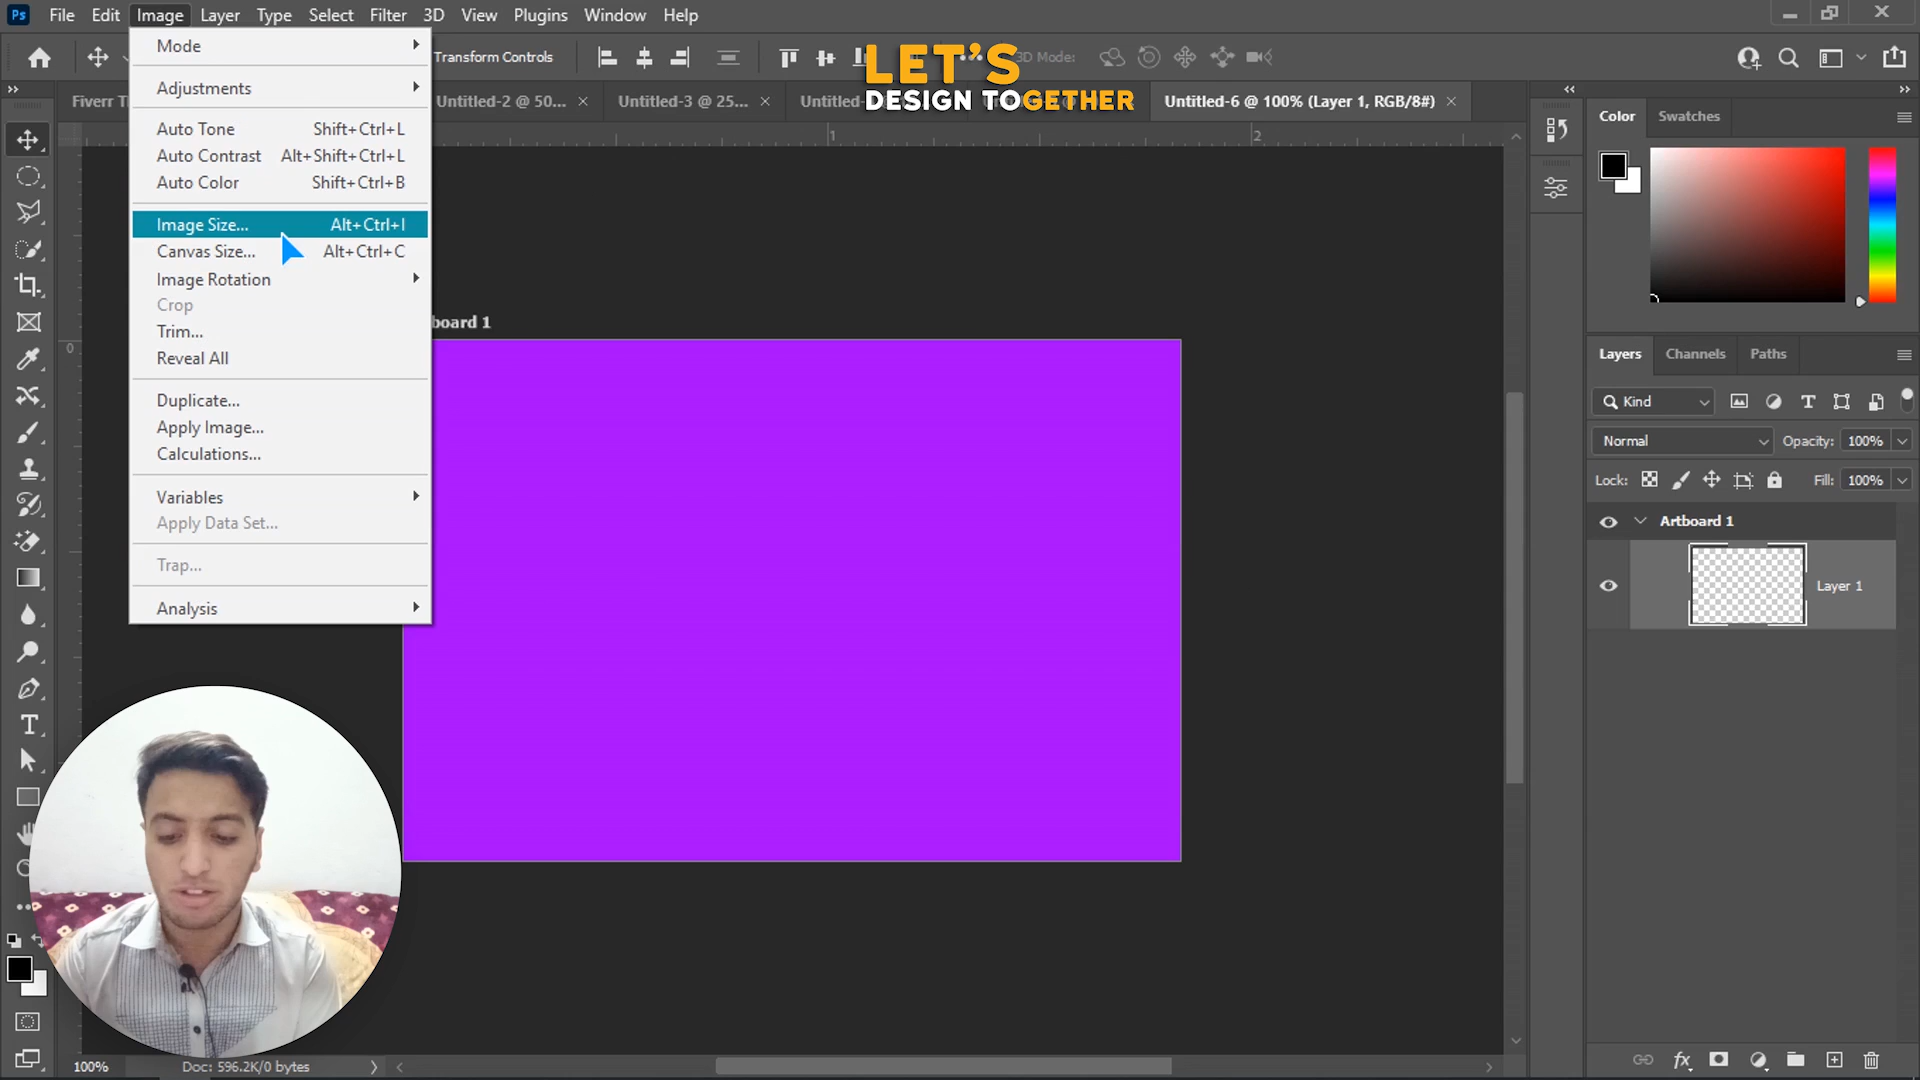 Ps File Edit Image Layer Type Select Filter 3D View Plugins Window Help
Transform Controls
3D Mode:
LET'S
DESIGN TOGETHER
Untitled-2 @ 50... × Untitled-3 @ 25... × Untitled- Untitled-6 @ 100% (Layer 1, RGB/8#) ×
Mode
Adjustments
Auto Tone Shift+Ctrl+L
Auto Contrast Alt+Shift+Ctrl+L
Auto Color Shift+Ctrl+B
Image Size... Alt+Ctrl+I
Canvas Size... Alt+Ctrl+C
Image Rotation
Crop
Trim...
Reveal All
Duplicate...
Apply Image...
Calculations...
Variables
Apply Data Set...
Trap...
Analysis
1 2
0
board 1
Color Swatches
Layers Channels Paths
Kind
Normal Opacity: 100%
Lock: Fill: 100%
Artboard 1
Layer 1
100% Doc: 596.2K/0 bytes
fx